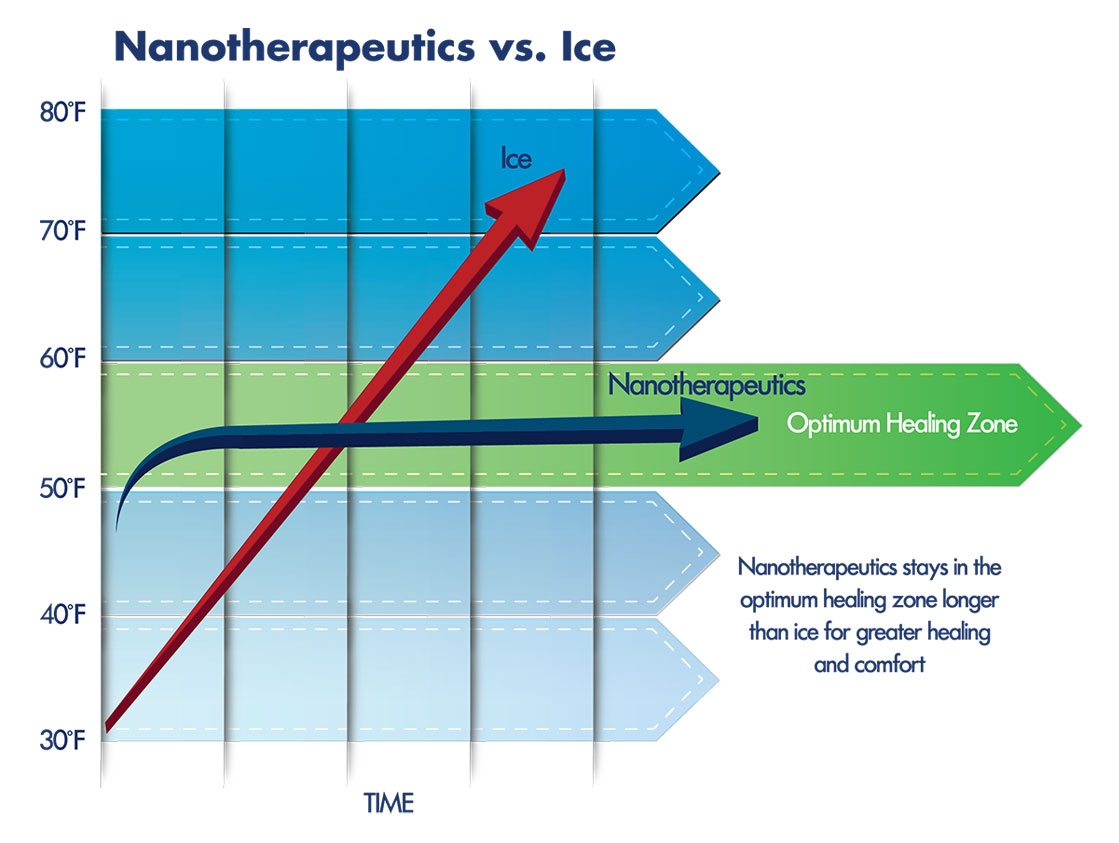 Nanotherapeutics vs. Ice
80°F
Ice
70°F
60°F
Nanotherapeutics
Optimum Healing Zone
50°F
Nanotherapeutics stays in the
optimum healing zone longer
than ice for greater healing
and comfort
40°F
30°F
TIME